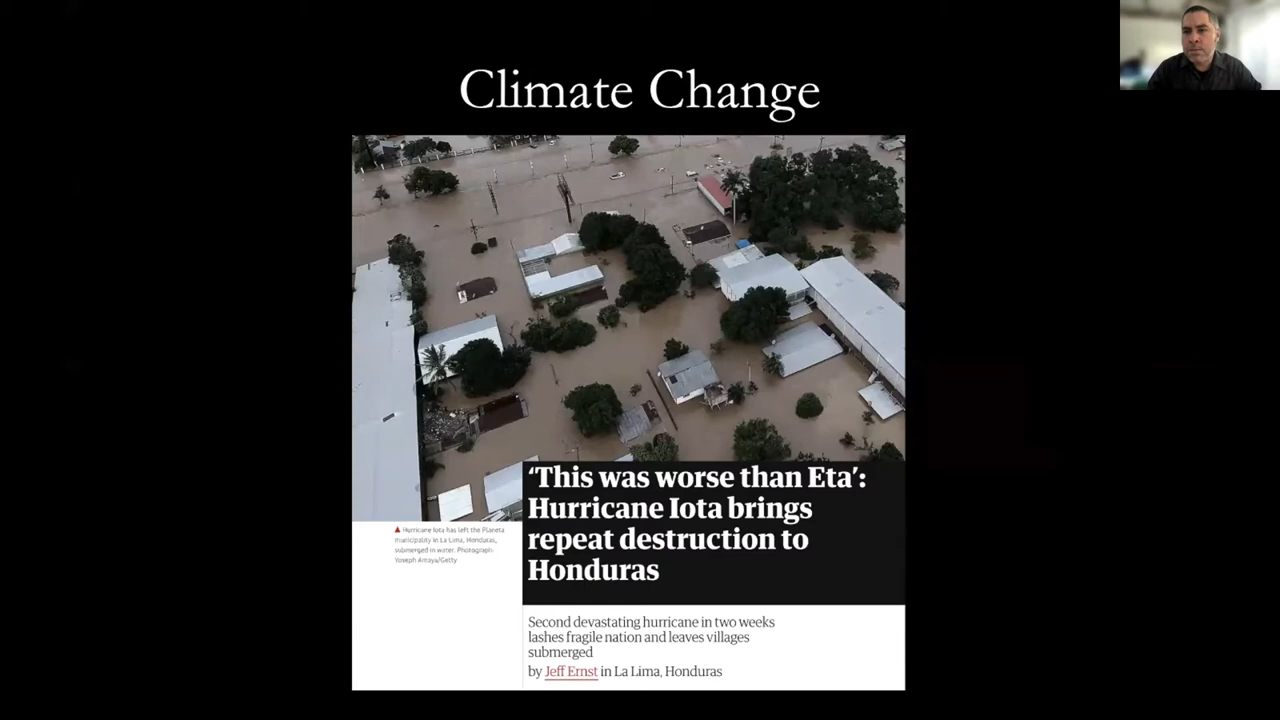 Climate Change
‘This was worse than Eta’:
Hurricane Iota brings
repeat destruction to
Honduras
▲ Hurricane Iota has left the Planeta
municipality in La Lima, Honduras,
submerged in water. Photograph:
Yoseph Amaya/Getty
Second devastating hurricane in two weeks
lashes fragile nation and leaves villages
submerged
by Jeff Ernst in La Lima, Honduras